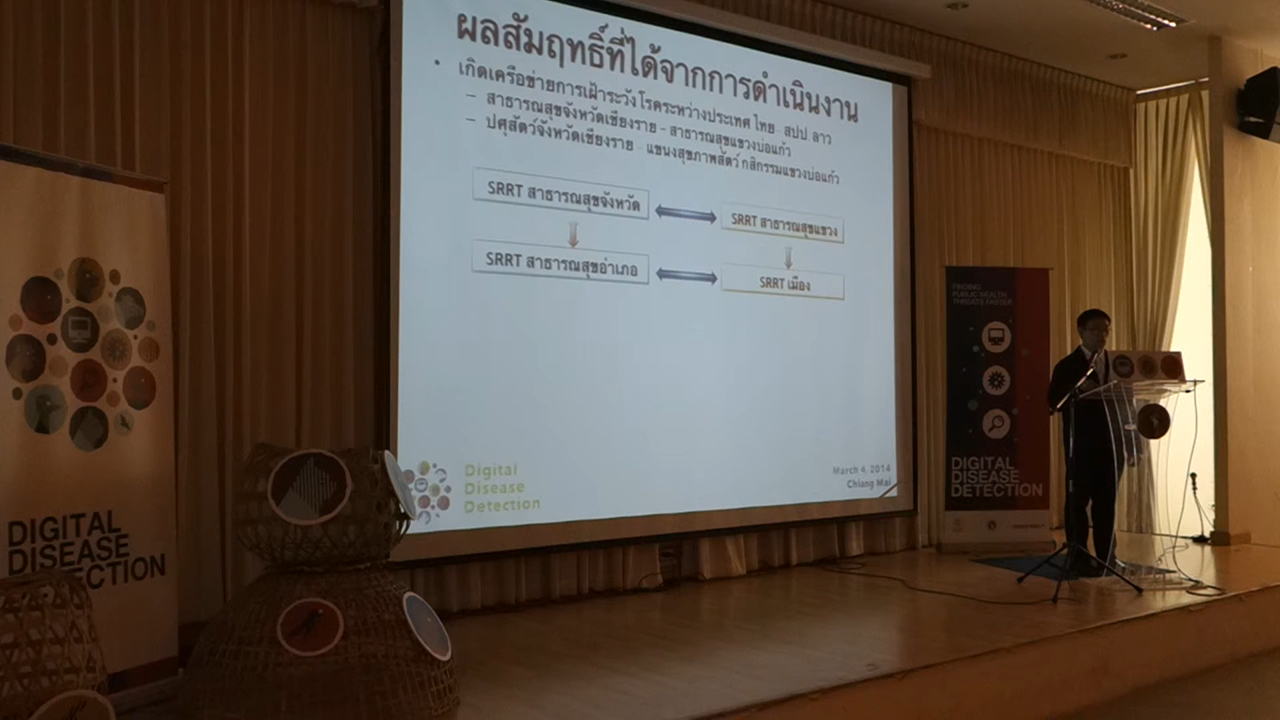 ผลสัมฤทธิ์ที่ได้จากการดำเนินงาน
• เกิดเครือข่ายการเฝ้าระวังโรคระหว่างประเทศ ไทย - สปป. ลาว
– สาธารณสุขจังหวัดเชียงราย - สาธารณสุขแขวงบ่อแก้ว
– ปศุสัตว์จังหวัดเชียงราย - แขนงสุขภาพสัตว์ กสิกรรมแขวงบ่อแก้ว
SRRT สาธารณสุขจังหวัด
SRRT สาธารณสุขแขวง
SRRT สาธารณสุขอำเภอ
SRRT เมือง
Digital
Disease
Detection
March 4, 2014
Chiang Mai
DIGITAL
DISEASE
DETECTION
FINDING
PUBLIC HEALTH
THREATS FASTER
DIGITAL
DISEASE
DETECTION